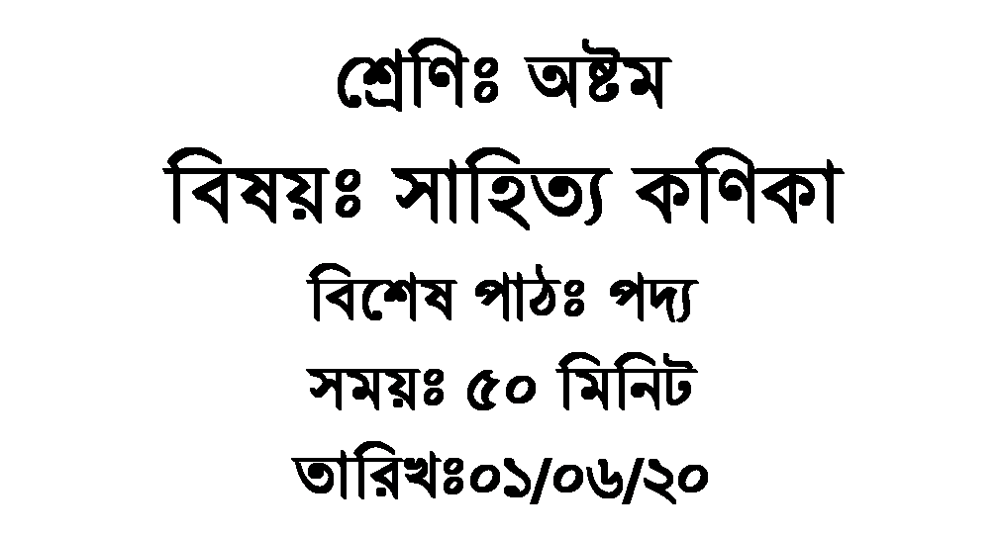 শ্রেণিঃ অষ্টম
বিষয়ঃ সাহিত্য কণিকা
বিশেষ পাঠঃ পদ্য
সময়ঃ ৫০ মিনিট
তারিখঃ০১/০৬/২০